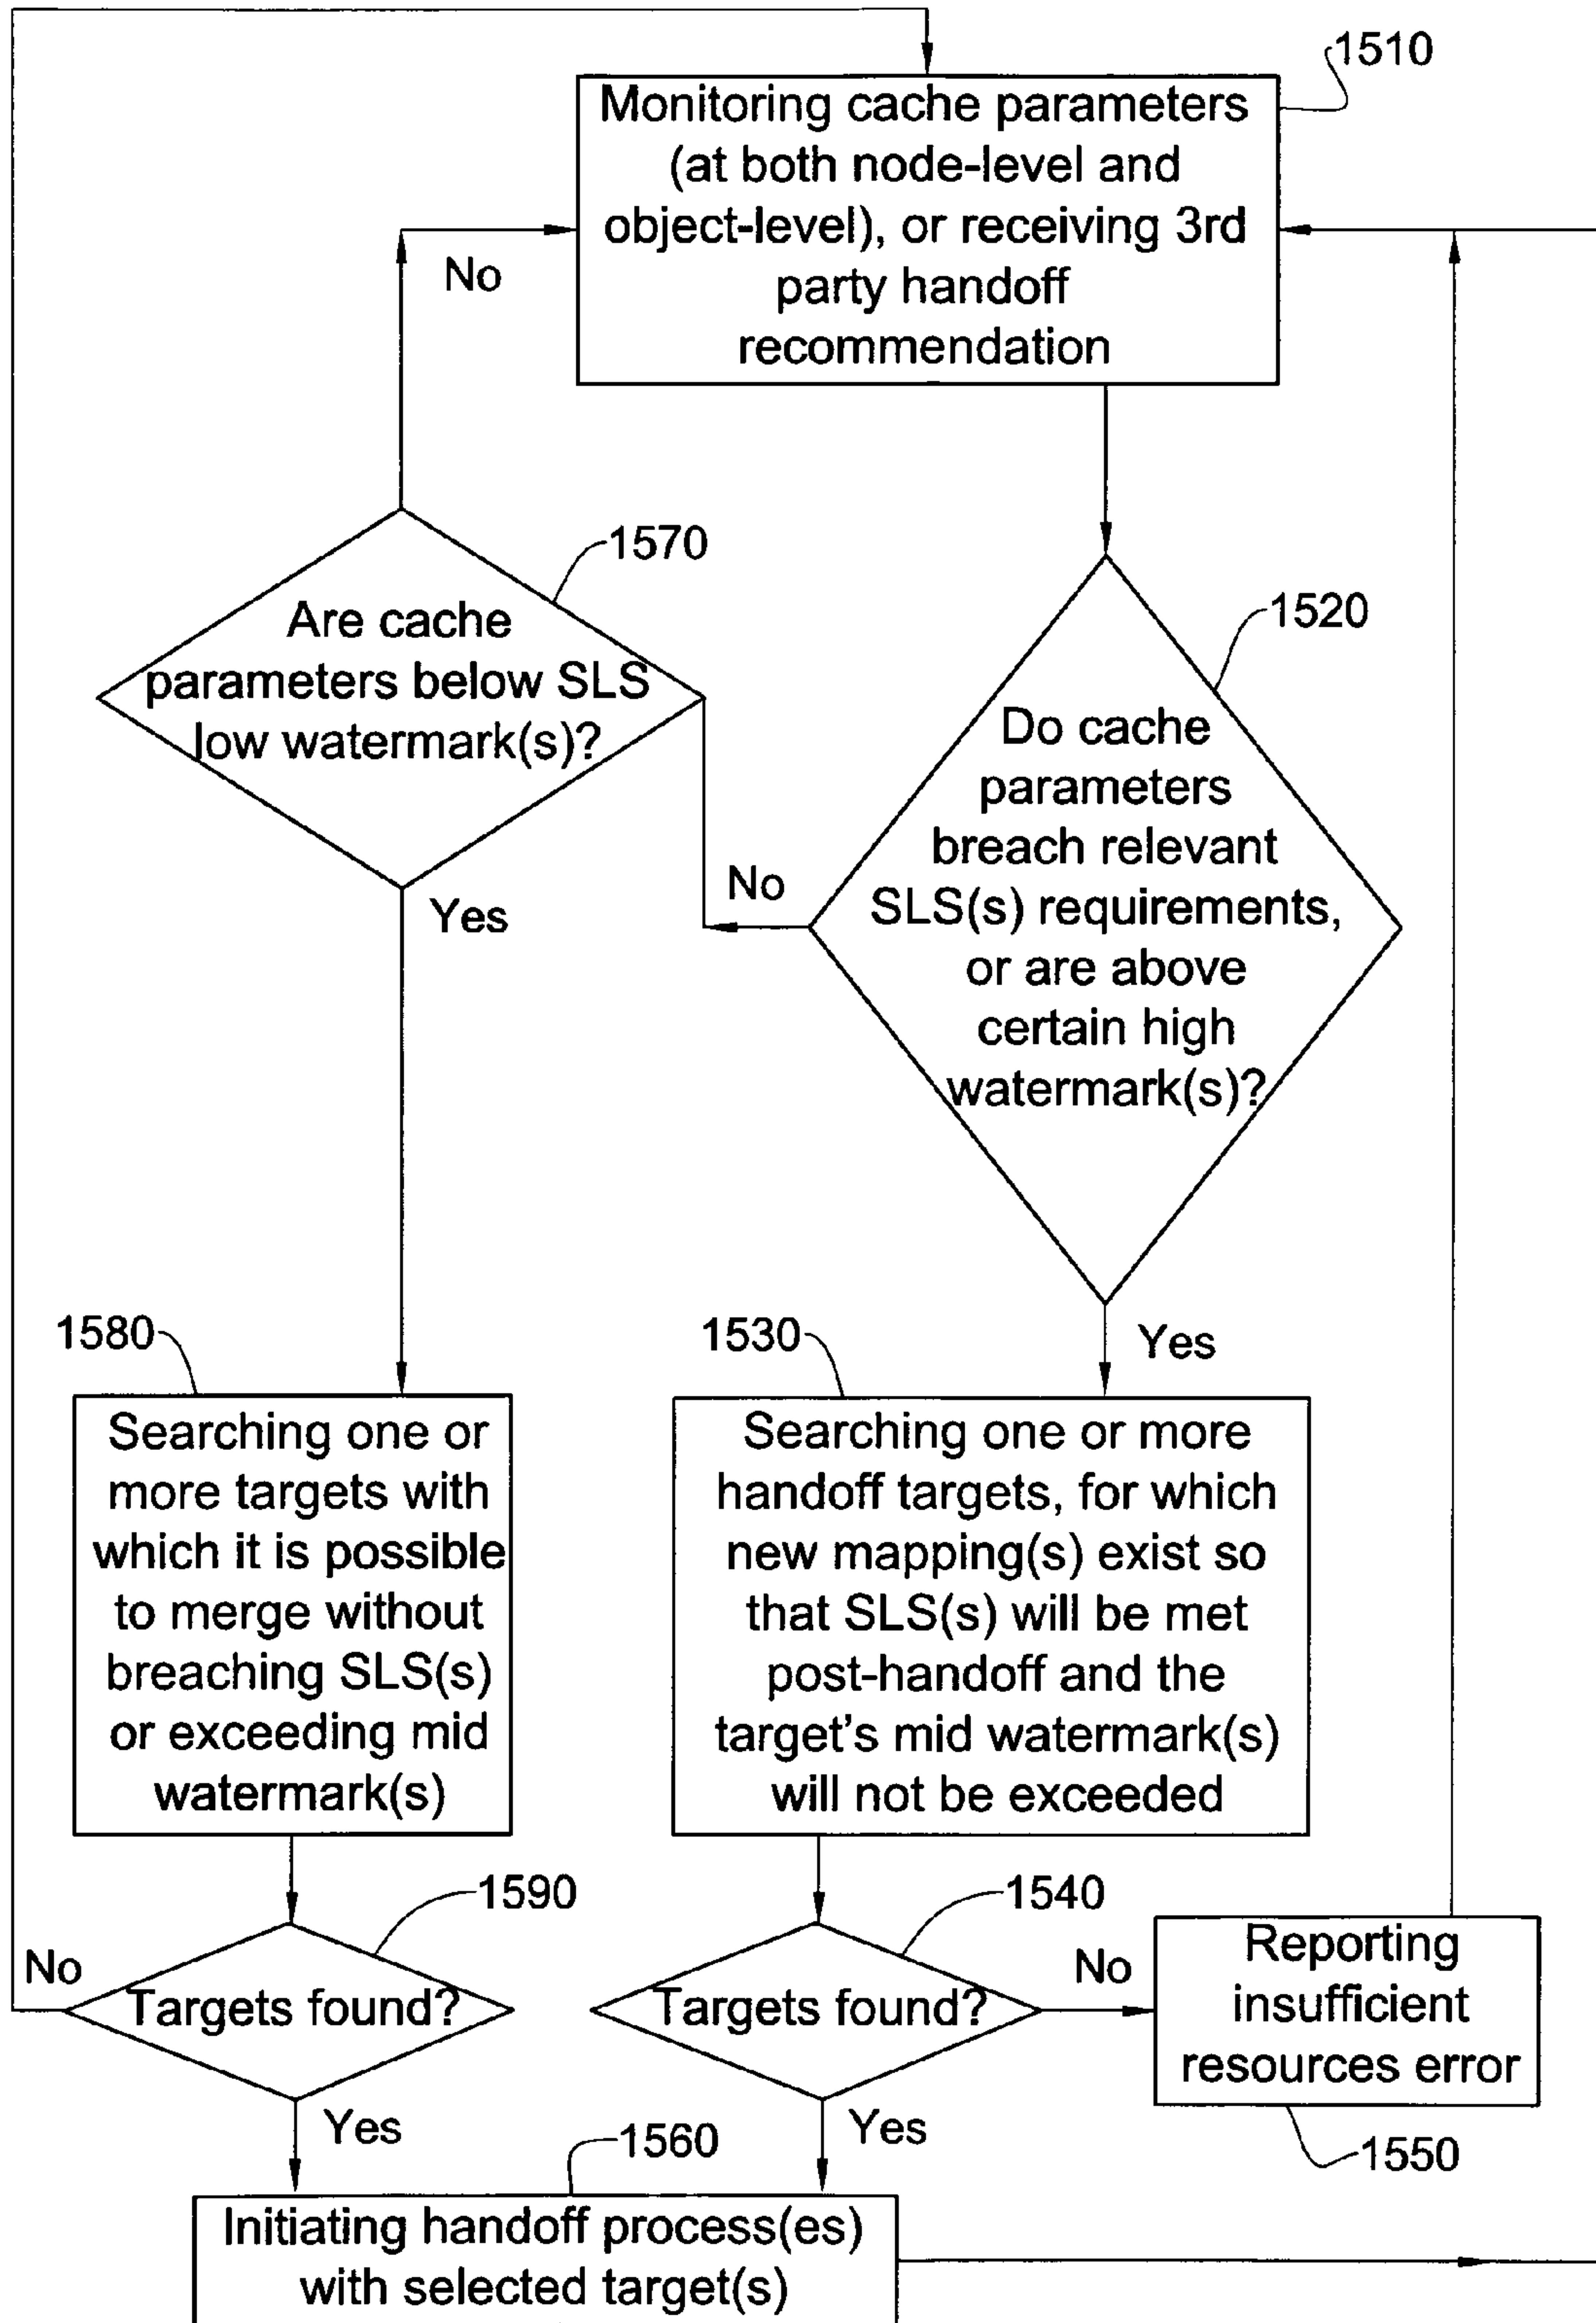 1510
Monitoring cache parameters
(at both node-level and
object-level), or receiving 3rd
party handoff
recommendation
No
1570
Are cache
parameters below SLS
low watermark(s)?
Yes
1520
Do cache
parameters
breach relevant
SLS(s) requirements,
or are above
certain high
watermark(s)?
No
Yes
1580
Searching one or
more targets with
which it is possible
to merge without
breaching SLS(s)
or exceeding mid
watermark(s)
1530
Searching one or more
handoff targets, for which
new mapping(s) exist so
that SLS(s) will be met
post-handoff and the
target's mid watermark(s)
will not be exceeded
1590
Targets found?
No
Yes
1540
Targets found?
No
Yes
Reporting
insufficient
resources error
1550
1560
Initiating handoff process(es)
with selected target(s)